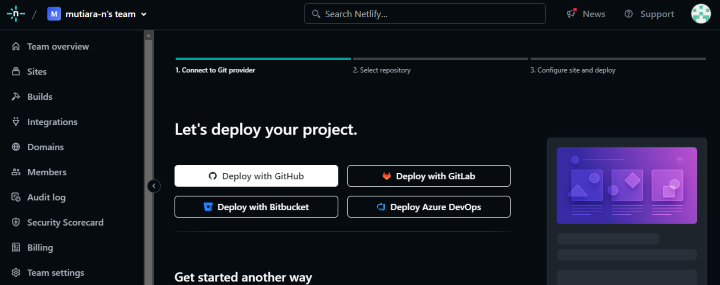 / M mutiara-n's team
Search Netlify...
News
Support
Team overview
Sites
Builds
Integrations
Domains
Members
Audit log
Security Scorecard
Billing
Team settings
1. Connect to Git provider
2. Select repository
3. Configure site and deploy
Let's deploy your project.
Deploy with GitHub
Deploy with GitLab
Deploy with Bitbucket
Deploy Azure DevOps
Get started another way